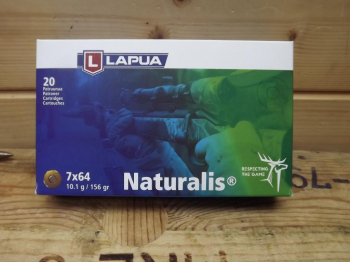 L LAPUA
20
Patruunaa
Patroner
Cartridges
Cartouches
7x64
10.1 g / 156 gr
Naturalis®
RESPECTING
THE GAME